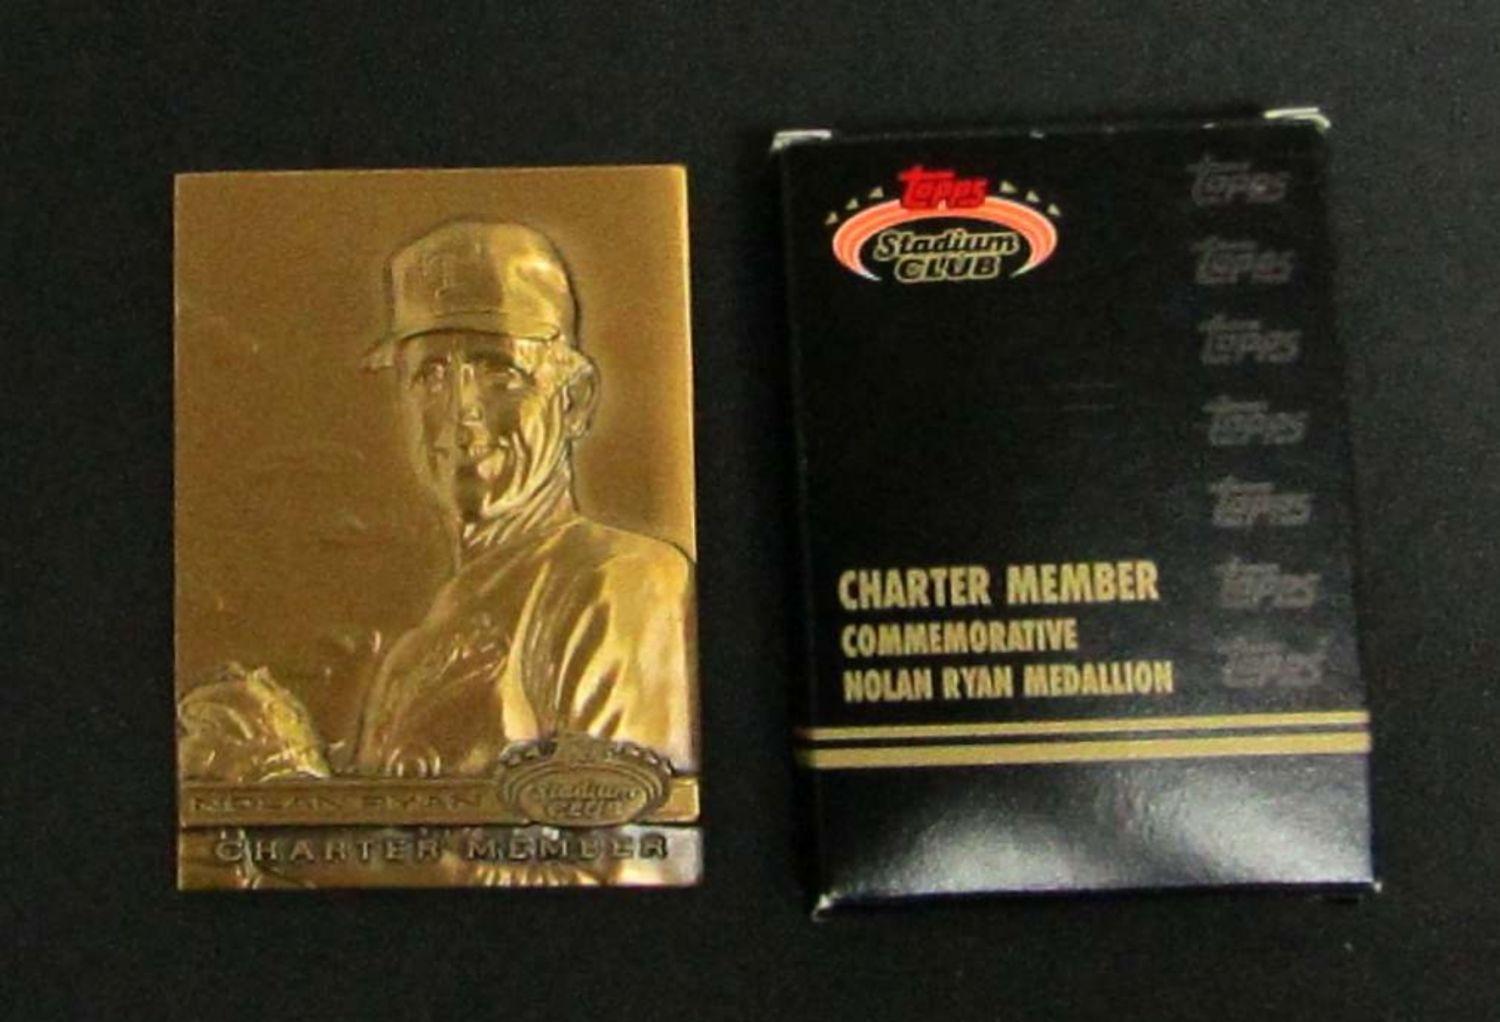 NOLAN RYAN
Stadium
CLUB
CHARTER MEMBER
Topps
Stadium
CLUB
CHARTER MEMBER
COMMEMORATIVE
NOLAN RYAN MEDALLION
Topps
Topps
Topps
Topps
Topps
Topps
Topps